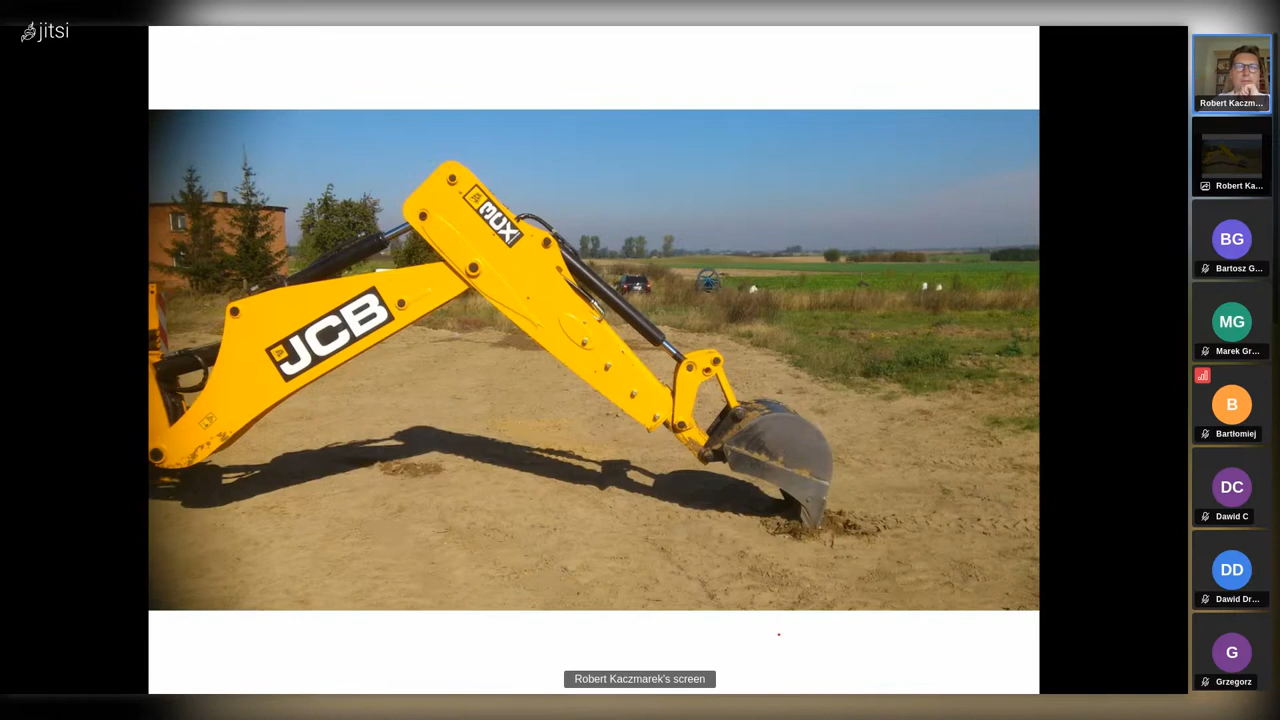 jitsi
JCB
3CX
Robert Kaczmarek's screen
Robert Kaczm...
Robert Ka...
BG
Bartosz G...
MG
Marek Gr...
B
Bartłomiej
DC
Dawid C
DD
Dawid Dr...
G
Grzegorz